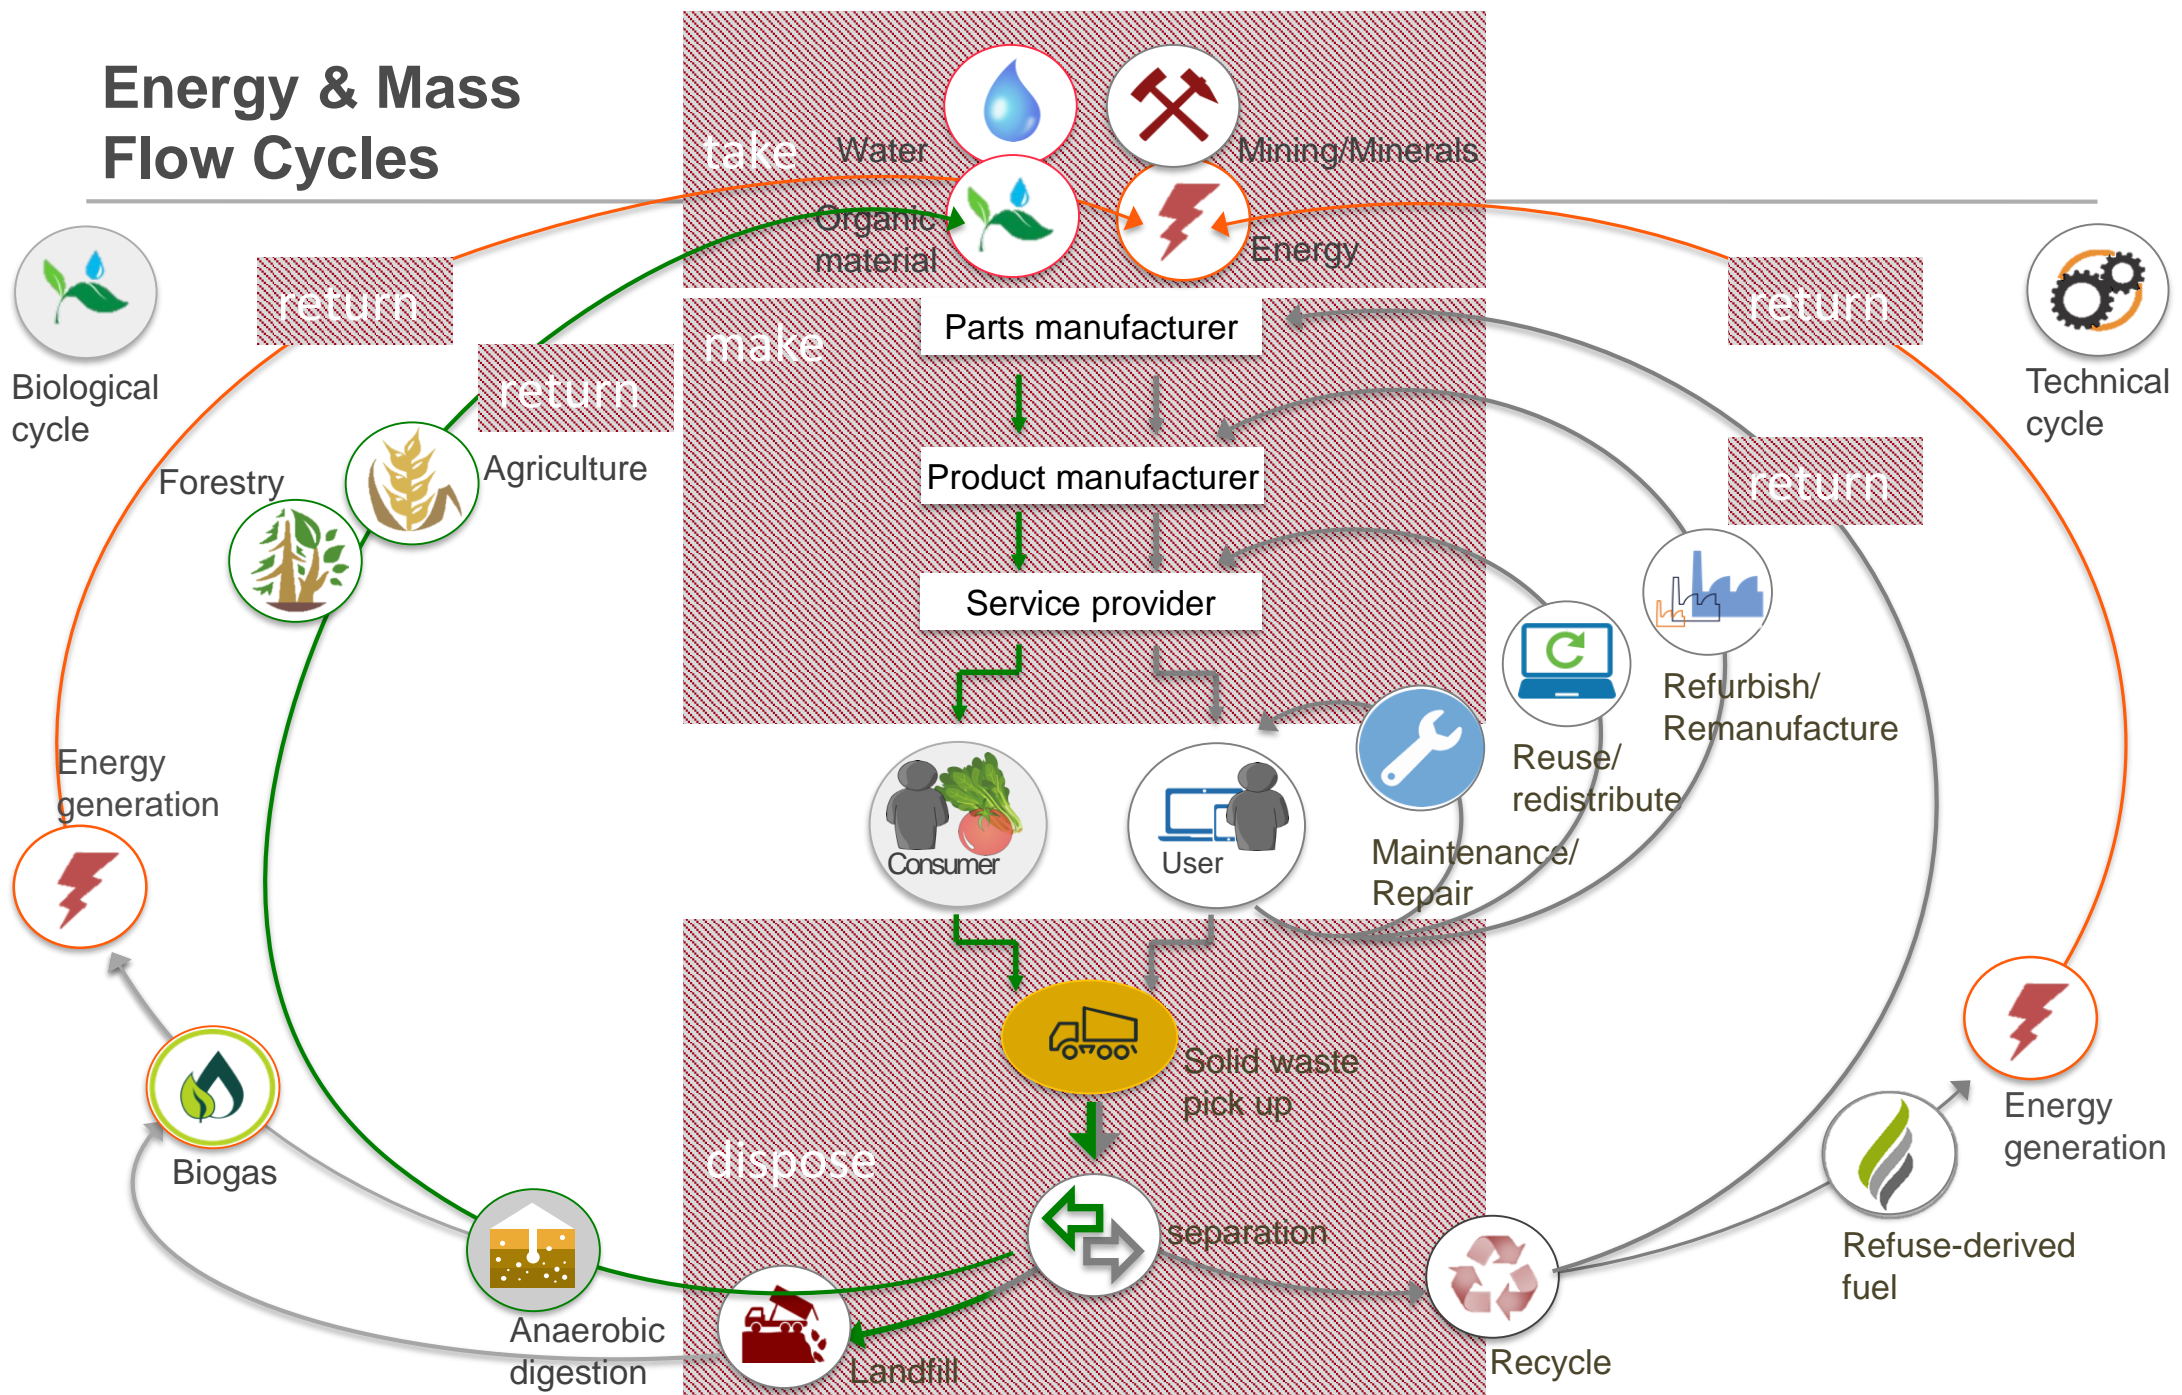 Energy & Mass
Flow Cycles
take
Water
Mining/Minerals
Organic
material
Energy
return
return
Biological
cycle
make
Parts manufacturer
Technical
cycle
return
return
Forestry
Agriculture
Product manufacturer
Service provider
Refurbish/
Remanufacture
Reuse/
redistribute
Energy
generation
Consumer
User
Maintenance/
Repair
Solid waste
pick up
Energy
generation
dispose
Biogas
separation
Refuse-derived
fuel
Anaerobic
digestion
Landfill
Recycle